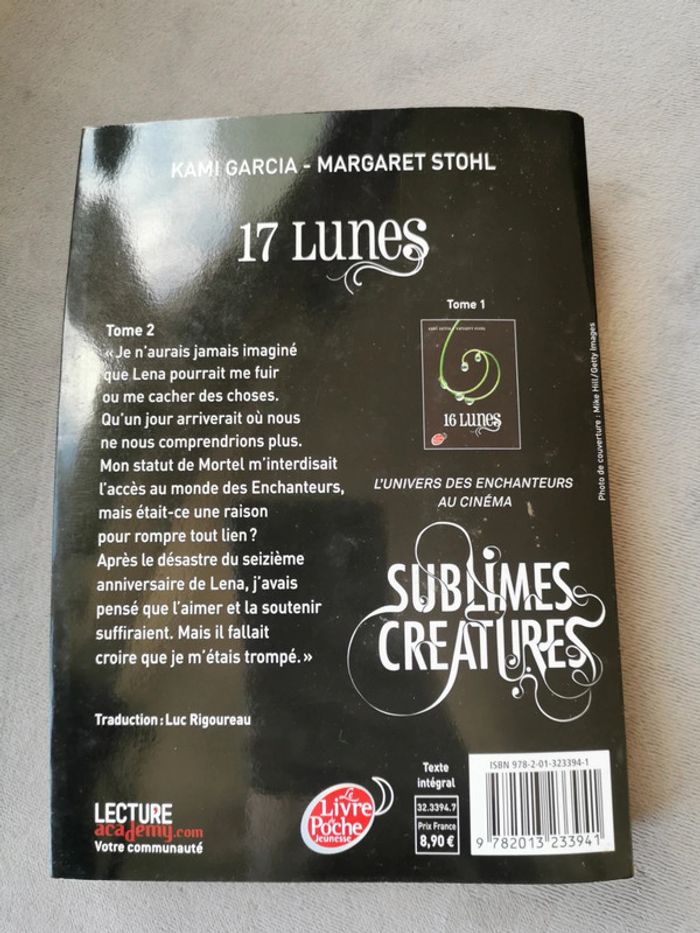 KAMI GARCIA - MARGARET STOHL
17 LUNES
Tome 2
« Je n'aurais jamais imaginé
que Lena pourrait me fuir
ou me cacher des choses.
Qu'un jour arriverait où nous
ne nous comprendrions plus.
Mon statut de Mortel m'interdisait
l'accès au monde des Enchanteurs,
mais était-ce une raison
pour rompre tout lien ?
Après le désastre du seizième
anniversaire de Lena, j'avais
pensé que l'aimer et la soutenir
suffiraient. Mais il fallait
croire que je m'étais trompé. »
Traduction : Luc Rigoureau
Tome 1
KAMI GARCIA - MARGARET STOHL
16 LUNES
L'UNIVERS DES ENCHANTEURS
AU CINÉMA
SUBLIMES
CREATURES
Photo de couverture : Mike Hill / Getty Images
LECTURE
academy.com
Votre communauté
Le
Livre
de
Poche
Jeunesse
Texte
intégral
32.3394.7
Prix France
8,90 €
ISBN 978-2-01-323394-1
9 782013 233941